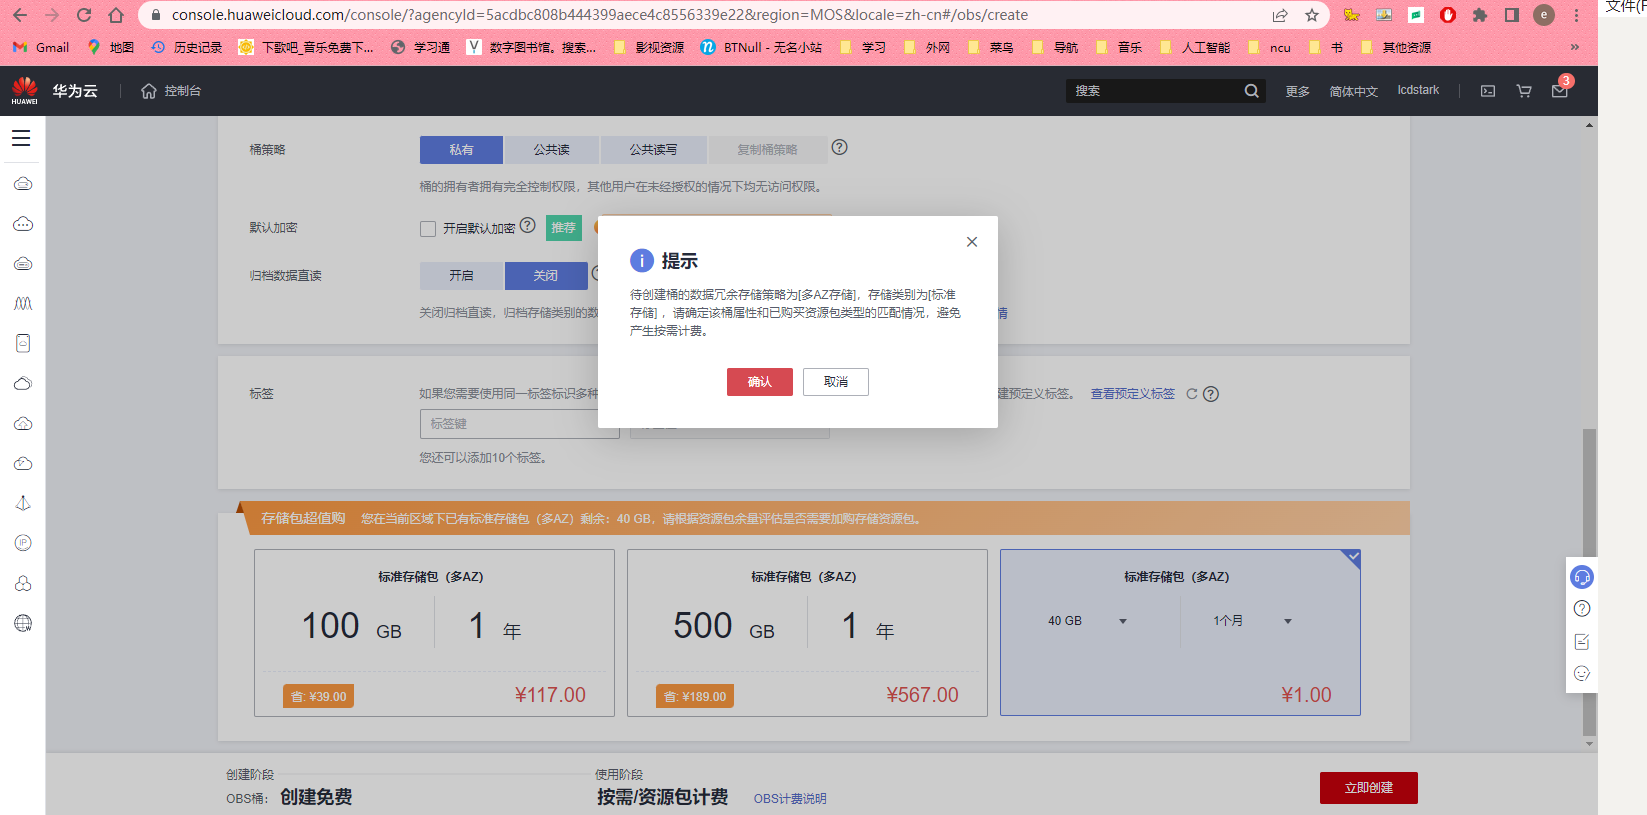 文件(F
console.huaweicloud.com/console/?agencyId=5acdbc808b444399aece4c8556339e22&region=MOS&locale=zh-cn#/obs/create
e
Gmail
地图
历史记录
下歌吧_音乐免费下...
学习通
数字图书馆。搜索...
影视资源
BTNull - 无名小站
学习
外网
菜鸟
导航
音乐
人工智能
ncu
书
其他资源
»
HUAWEI
华为云
控制台
搜索
更多
简体中文
lcdstark
3
桶策略
私有
公共读
公共读写
复制桶策略
桶的拥有者拥有完全控制权限，其他用户在未经授权的情况下均无访问权限。
默认加密
开启默认加密
推荐
归档数据直读
开启
关闭
关闭归档直读，归档存储类别的数
情
提示
待创建桶的数据冗余存储策略为[多AZ存储]，存储类别为[标准
存储] ，请确定该桶属性和已购买资源包类型的匹配情况，避免
产生按需计费。
确认
取消
标签
如果您需要使用同一标签标识多种
建预定义标签。
查看预定义标签
标签键
您还可以添加10个标签。
存储包超值购
您在当前区域下已有标准存储包（多AZ）剩余：40 GB，请根据资源包余量评估是否需要加购存储资源包。
标准存储包（多AZ）
100 GB
1 年
省: ¥39.00
¥117.00
标准存储包（多AZ）
500 GB
1 年
省: ¥189.00
¥567.00
标准存储包（多AZ）
40 GB
1个月
¥1.00
IP
创建阶段
使用阶段
OBS桶：
创建免费
按需/资源包计费
OBS计费说明
立即创建